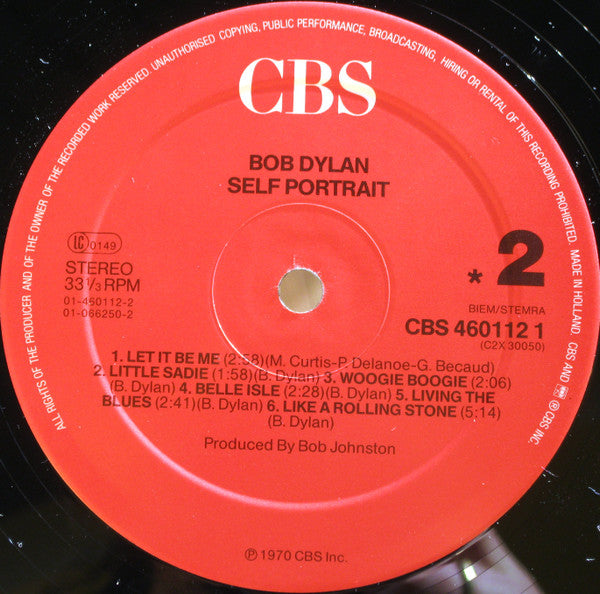 ALL RIGHTS OF THE PRODUCER AND OF THE OWNER OF THE RECORDED WORK RESERVED. UNAUTHORISED COPYING, PUBLIC PERFORMANCE, BROADCASTING, HIRING OR RENTAL OF THIS RECORDING PROHIBITED. MADE IN HOLLAND. CBS AND ℗ CBS INC.
CBS
BOB DYLAN
SELF PORTRAIT
LC 0149
STEREO
33 1/3 RPM
01-460112-2
01-066250-2
* 2
BIEM/STEMRA
CBS 460112 1
(C2X 30050)
1. LET IT BE ME (2:58)(M. Curtis-P. Delanoe-G. Becaud)
2. LITTLE SADIE (1:58)(B. Dylan) 3. WOOGIE BOOGIE (2:06)
(B. Dylan) 4. BELLE ISLE (2:28)(B. Dylan) 5. LIVING THE
BLUES (2:41)(B. Dylan) 6. LIKE A ROLLING STONE (5:14)
(B. Dylan)
Produced By Bob Johnston
℗ 1970 CBS Inc.